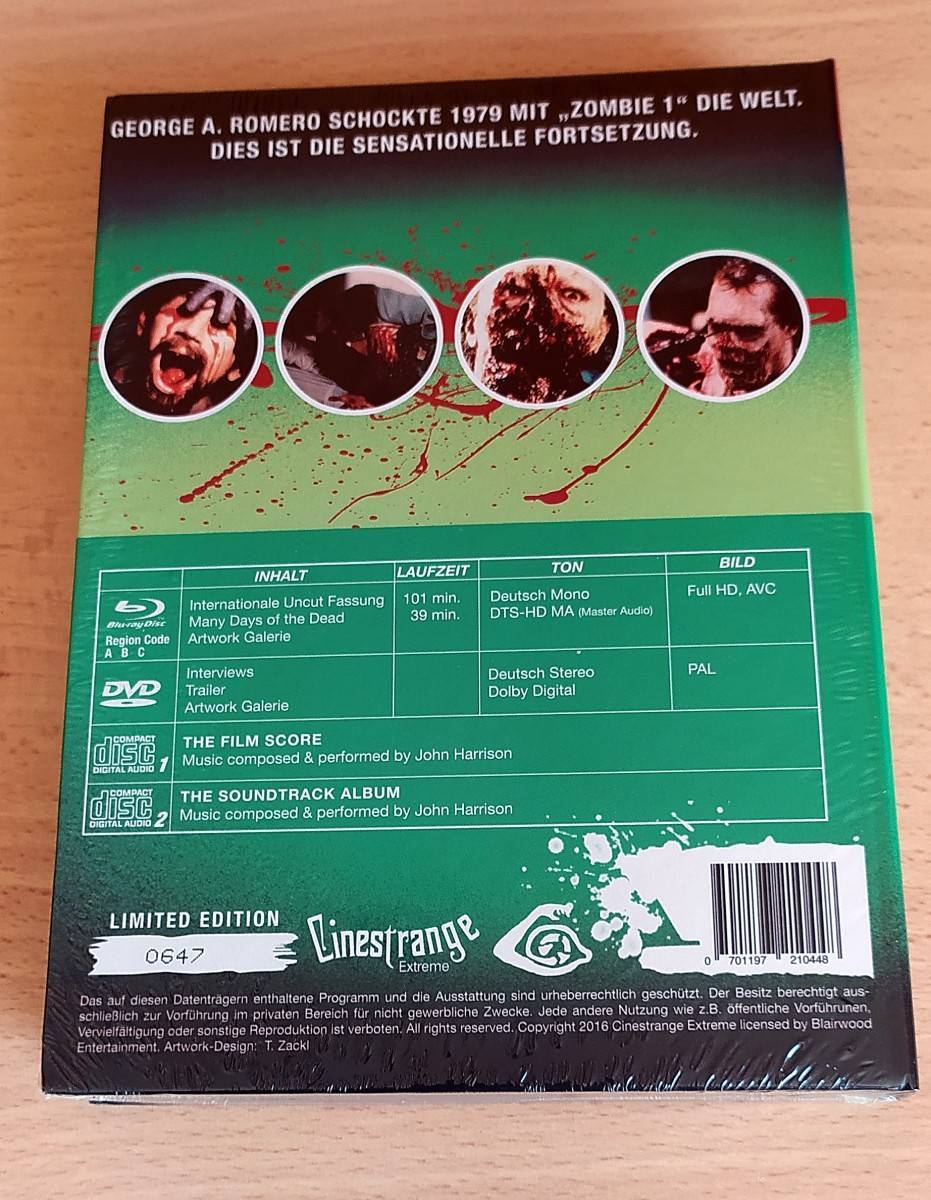 GEORGE A. ROMERO SCHOCKTE 1979 MIT „ZOMBIE 1“ DIE WELT.
DIES IST DIE SENSATIONELLE FORTSETZUNG.
INHALT LAUFZEIT TON BILD
Blu-ray Disc™
Region Code
A B C
Internationale Uncut Fassung
Many Days of the Dead
Artwork Galerie
101 min.
39 min.
Deutsch Mono
DTS-HD MA (Master Audio)
Full HD, AVC
DVD
Interviews
Trailer
Artwork Galerie
Deutsch Stereo
Dolby Digital
PAL
COMPACT
disc
DIGITAL AUDIO 1
THE FILM SCORE
Music composed & performed by John Harrison
COMPACT
disc
DIGITAL AUDIO 2
THE SOUNDTRACK ALBUM
Music composed & performed by John Harrison
LIMITED EDITION
0647
Cinestrange
Extreme
0 701197 210448
Das auf diesen Datenträgern enthaltene Programm und die Ausstattung sind urheberrechtlich geschützt. Der Besitz berechtigt aus-
schließlich zur Vorführung im privaten Bereich für nicht gewerbliche Zwecke. Jede andere Nutzung wie z.B. öffentliche Vorführunen,
Vervielfältigung oder sonstige Reproduktion ist verboten. All rights reserved. Copyright 2016 Cinestrange Extreme licensed by Blairwood
Entertainment. Artwork-Design: T. Zackl